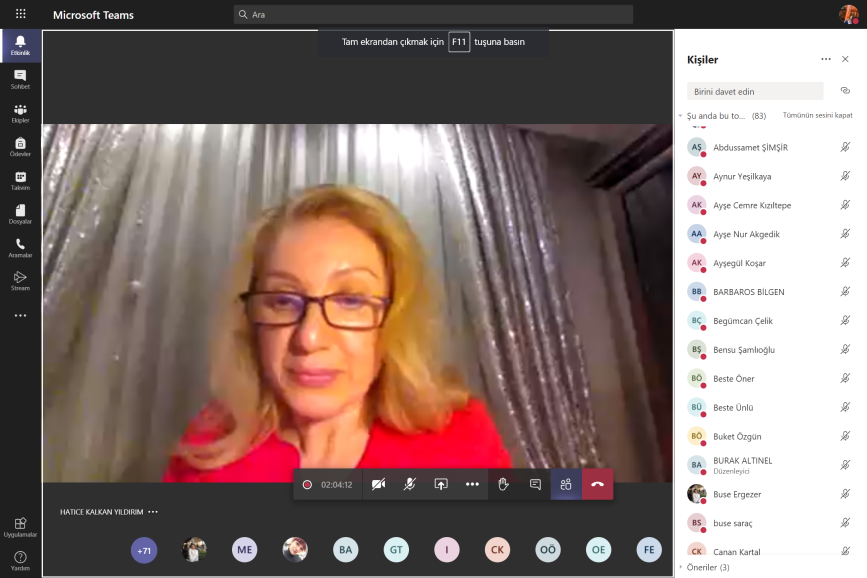 Microsoft Teams
Ara
Tam ekrandan çıkmak için F11 tuşuna basın
Etkinlik
Sohbet
Ekipler
Ödevler
Takvim
Dosyalar
Aramalar
Stream
Uygulamalar
Yardım
02:04:12
HATICE KALKAN YILDIRIM
+71
ME
BA
GT
I
CK
OÖ
OE
FE
Kişiler
Birini davet edin
Şu anda bu to... (83) Tümünün sesini kapat
AŞ Abdussamet ŞİMŞİR
AY Aynur Yeşilkaya
AK Ayşe Cemre Kızıltepe
AA Ayşe Nur Akgedik
AK Ayşegül Koşar
BB BARBAROS BİLGEN
BÇ Begümcan Çelik
BŞ Bensu Şamlıoğlu
BÖ Beste Öner
BÜ Beste Ünlü
BÖ Buket Özgün
BA BURAK ALTINEL
Düzenleyici
Buse Ergezer
BS buse saraç
CK Canan Kartal
Öneriler (3)